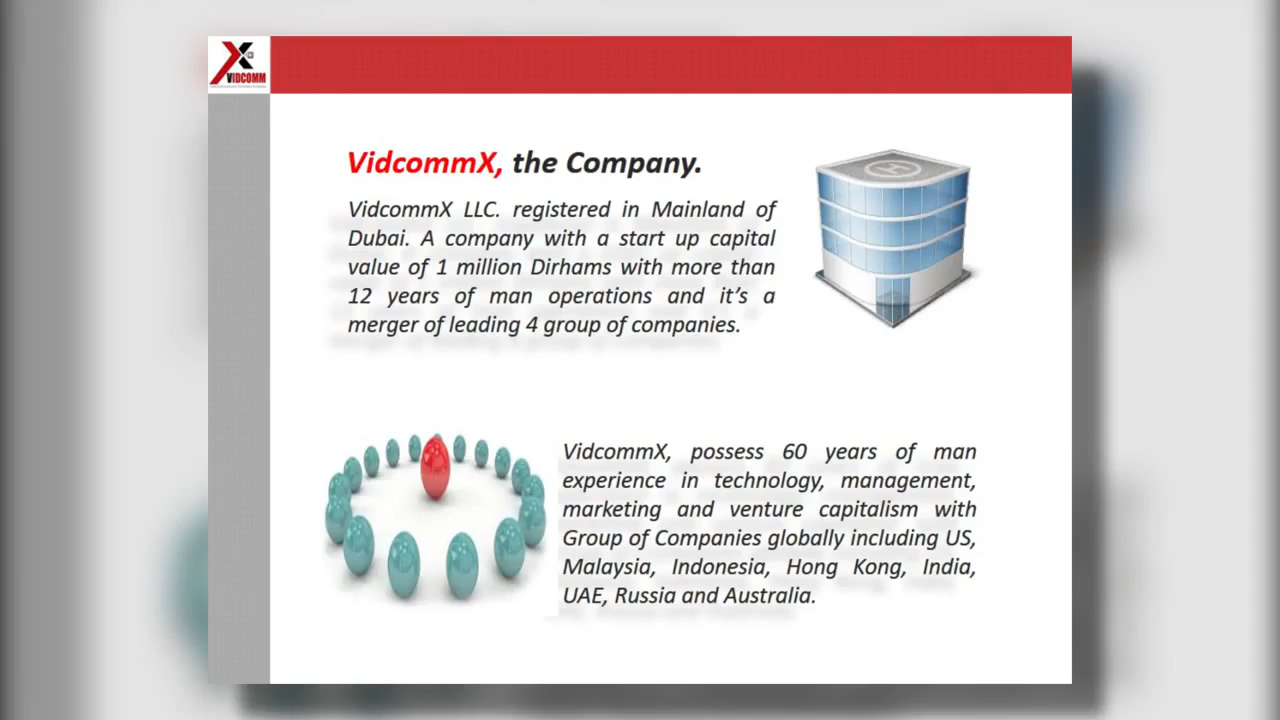 VIDCOMM
VidcommX, the Company.
VidcommX LLC. registered in Mainland of
Dubai. A company with a start up capital
value of 1 million Dirhams with more than
12 years of man operations and it's a
merger of leading 4 group of companies.
H
VidcommX, possess 60 years of man
experience in technology, management,
marketing and venture capitalism with
Group of Companies globally including US,
Malaysia, Indonesia, Hong Kong, India,
UAE, Russia and Australia.